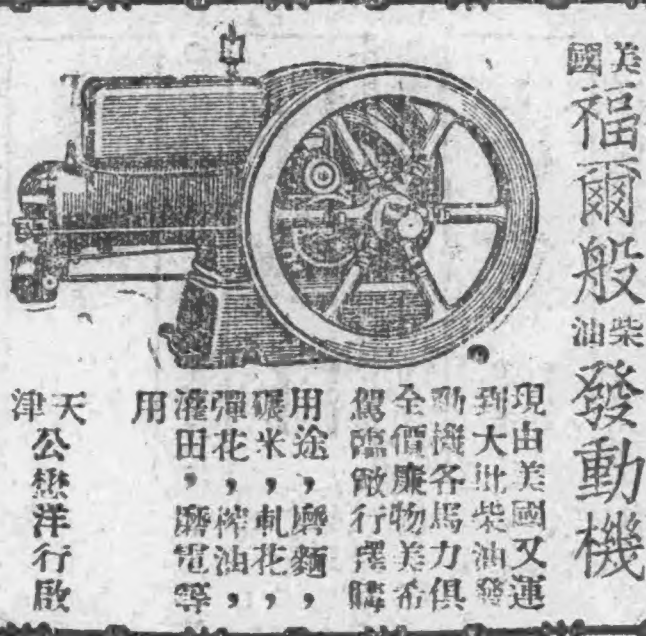 美國福爾般柴油發動機
現由美國又運
到大批柴油發
動機各馬力俱
全價廉物美希
駕臨敝行選購
用途，磨麵，
碾米，軋花，
彈花，榨油，
灌田，磨電等
用
天津公懋洋行啟